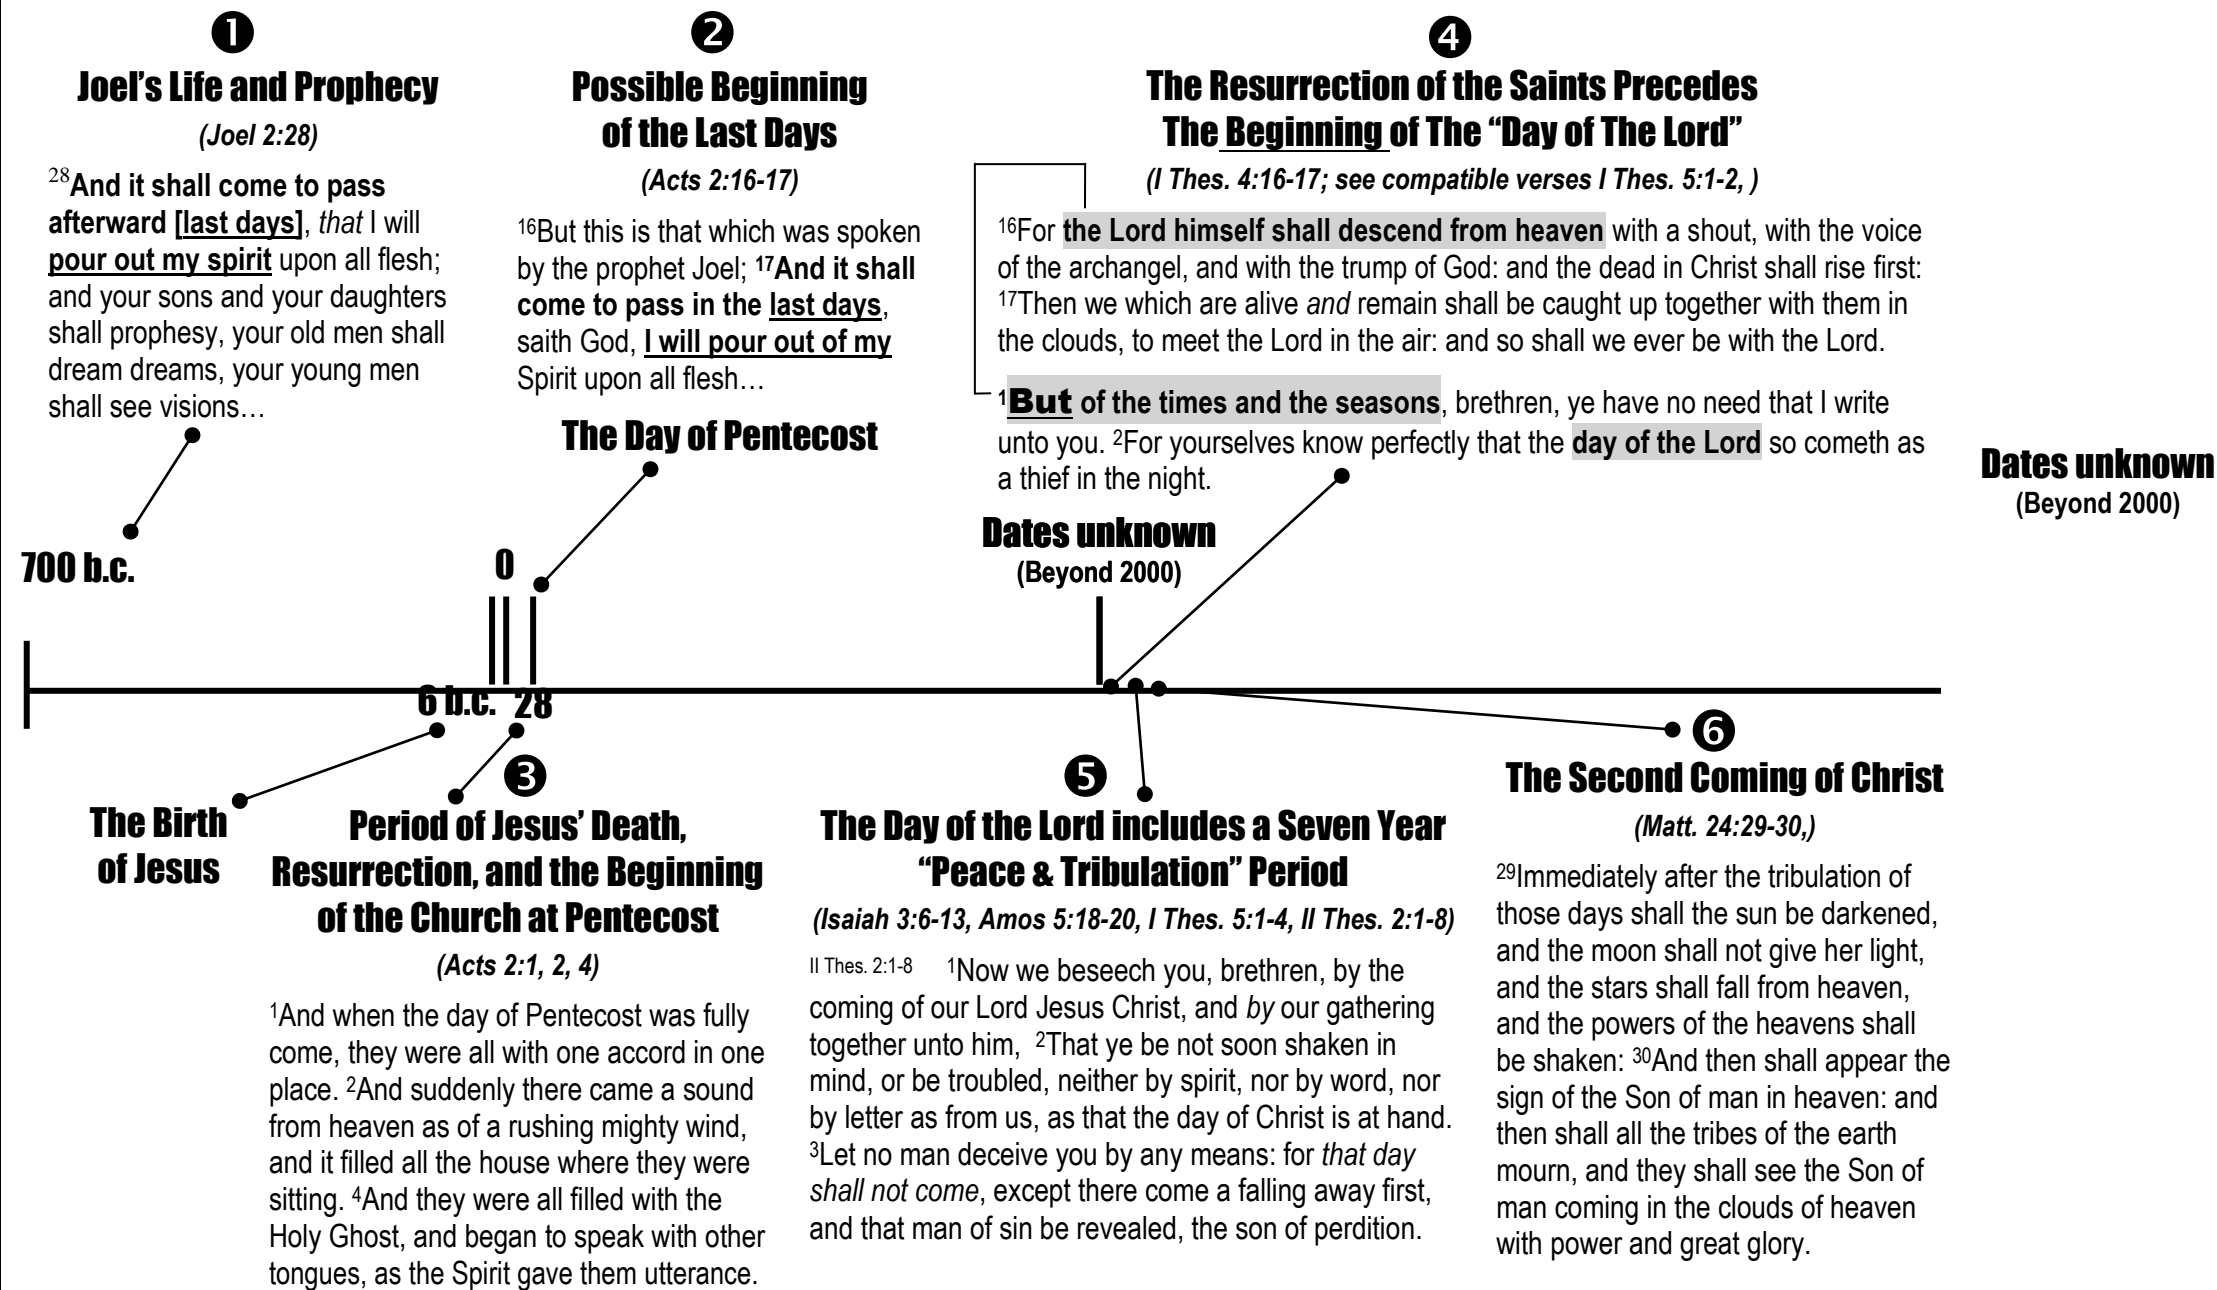 ❶
Joel's Life and Prophecy
(Joel 2:28)
28And it shall come to pass
afterward [last days], that I will
pour out my spirit upon all flesh;
and your sons and your daughters
shall prophesy, your old men shall
dream dreams, your young men
shall see visions…
700 b.c.
❷
Possible Beginning
of the Last Days
(Acts 2:16-17)
16But this is that which was spoken
by the prophet Joel; 17And it shall
come to pass in the last days,
saith God, I will pour out of my
Spirit upon all flesh…
The Day of Pentecost
0
❹
The Resurrection of the Saints Precedes
The Beginning of The “Day of The Lord”
(I Thes. 4:16-17; see compatible verses I Thes. 5:1-2, )
16For the Lord himself shall descend from heaven with a shout, with the voice
of the archangel, and with the trump of God: and the dead in Christ shall rise first:
17Then we which are alive and remain shall be caught up together with them in
the clouds, to meet the Lord in the air: and so shall we ever be with the Lord.
1But of the times and the seasons, brethren, ye have no need that I write
unto you. 2For yourselves know perfectly that the day of the Lord so cometh as
a thief in the night.
Dates unknown
(Beyond 2000)
Dates unknown
(Beyond 2000)
6 b.c. 28
The Birth
of Jesus
❸
Period of Jesus’ Death,
Resurrection, and the Beginning
of the Church at Pentecost
(Acts 2:1, 2, 4)
1And when the day of Pentecost was fully
come, they were all with one accord in one
place. 2And suddenly there came a sound
from heaven as of a rushing mighty wind,
and it filled all the house where they were
sitting. 4And they were all filled with the
Holy Ghost, and began to speak with other
tongues, as the Spirit gave them utterance.
❺
The Day of the Lord includes a Seven Year
“Peace & Tribulation” Period
(Isaiah 3:6-13, Amos 5:18-20, I Thes. 5:1-4, II Thes. 2:1-8)
II Thes. 2:1-8 1Now we beseech you, brethren, by the
coming of our Lord Jesus Christ, and by our gathering
together unto him, 2That ye be not soon shaken in
mind, or be troubled, neither by spirit, nor by word, nor
by letter as from us, as that the day of Christ is at hand.
3Let no man deceive you by any means: for that day
shall not come, except there come a falling away first,
and that man of sin be revealed, the son of perdition.
❻
The Second Coming of Christ
(Matt. 24:29-30,)
29Immediately after the tribulation of
those days shall the sun be darkened,
and the moon shall not give her light,
and the stars shall fall from heaven,
and the powers of the heavens shall
be shaken: 30And then shall appear the
sign of the Son of man in heaven: and
then shall all the tribes of the earth
mourn, and they shall see the Son of
man coming in the clouds of heaven
with power and great glory.